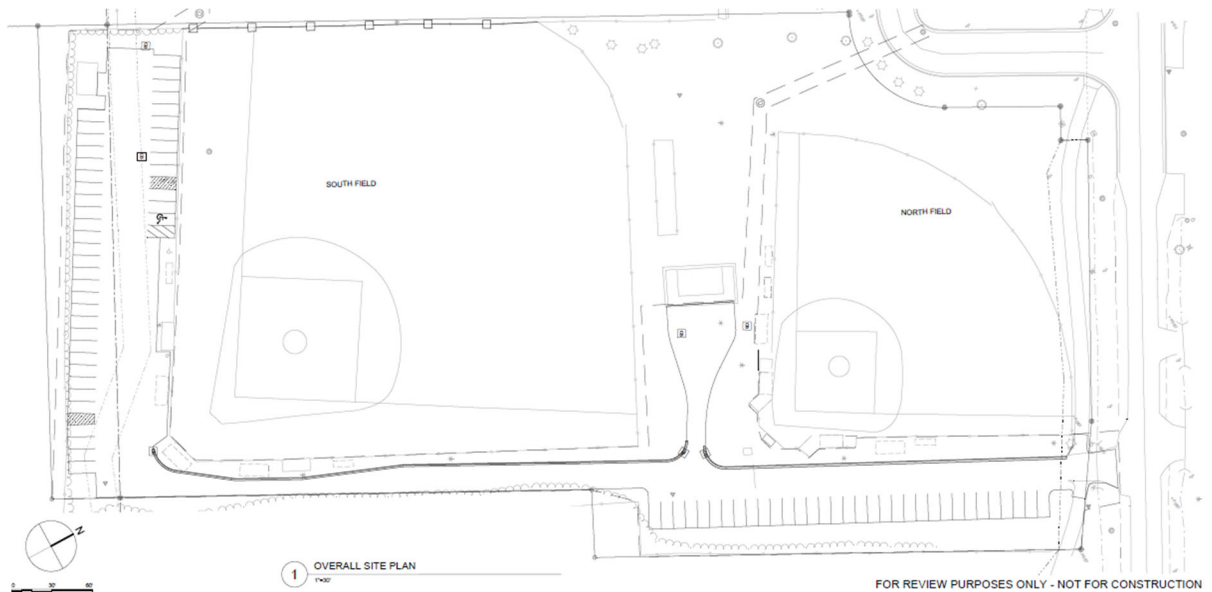 SOUTH FIELD
NORTH FIELD
N
1 OVERALL SITE PLAN
1"=30'
0 30' 60'
FOR REVIEW PURPOSES ONLY - NOT FOR CONSTRUCTION